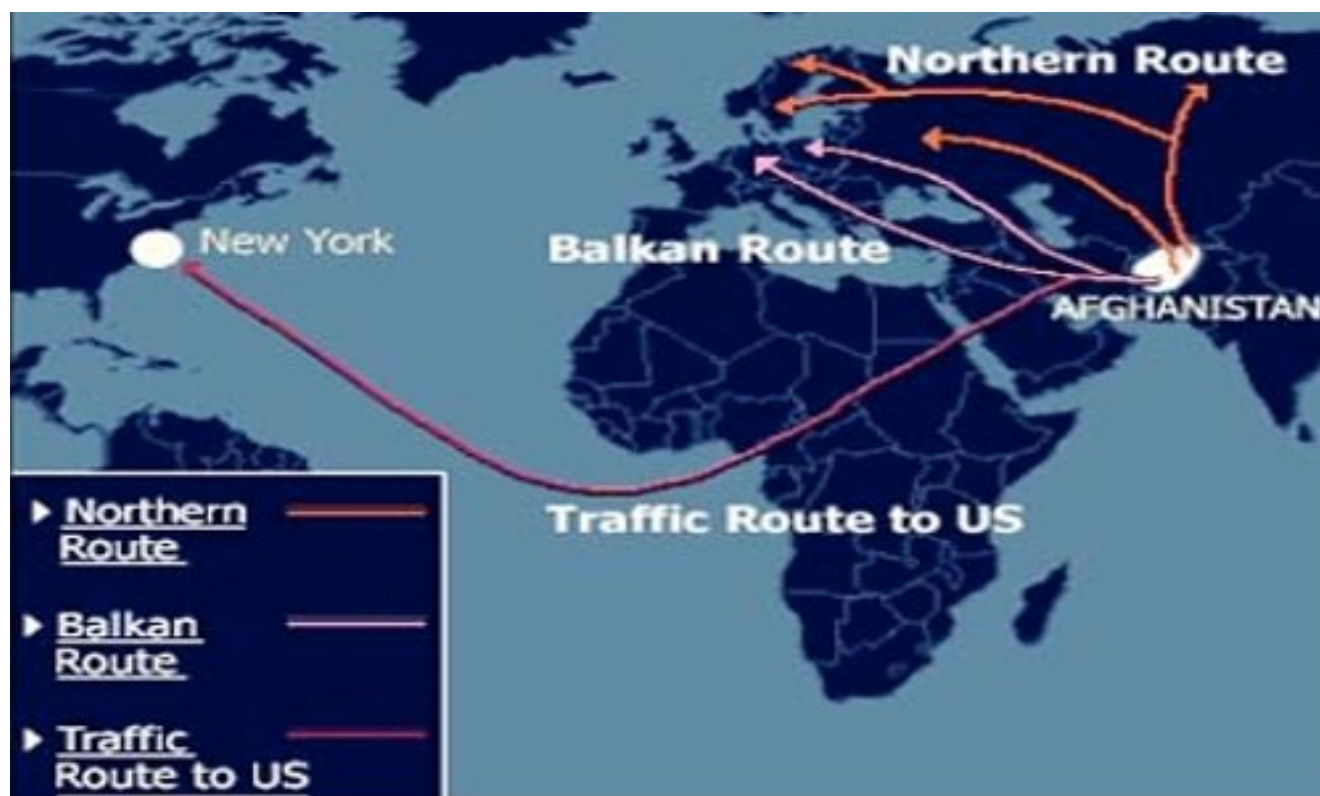 Northern Route
New York
Balkan Route
AFGHANISTAN
Traffic Route to US
Northern
Route
Balkan
Route
Traffic
Route to US